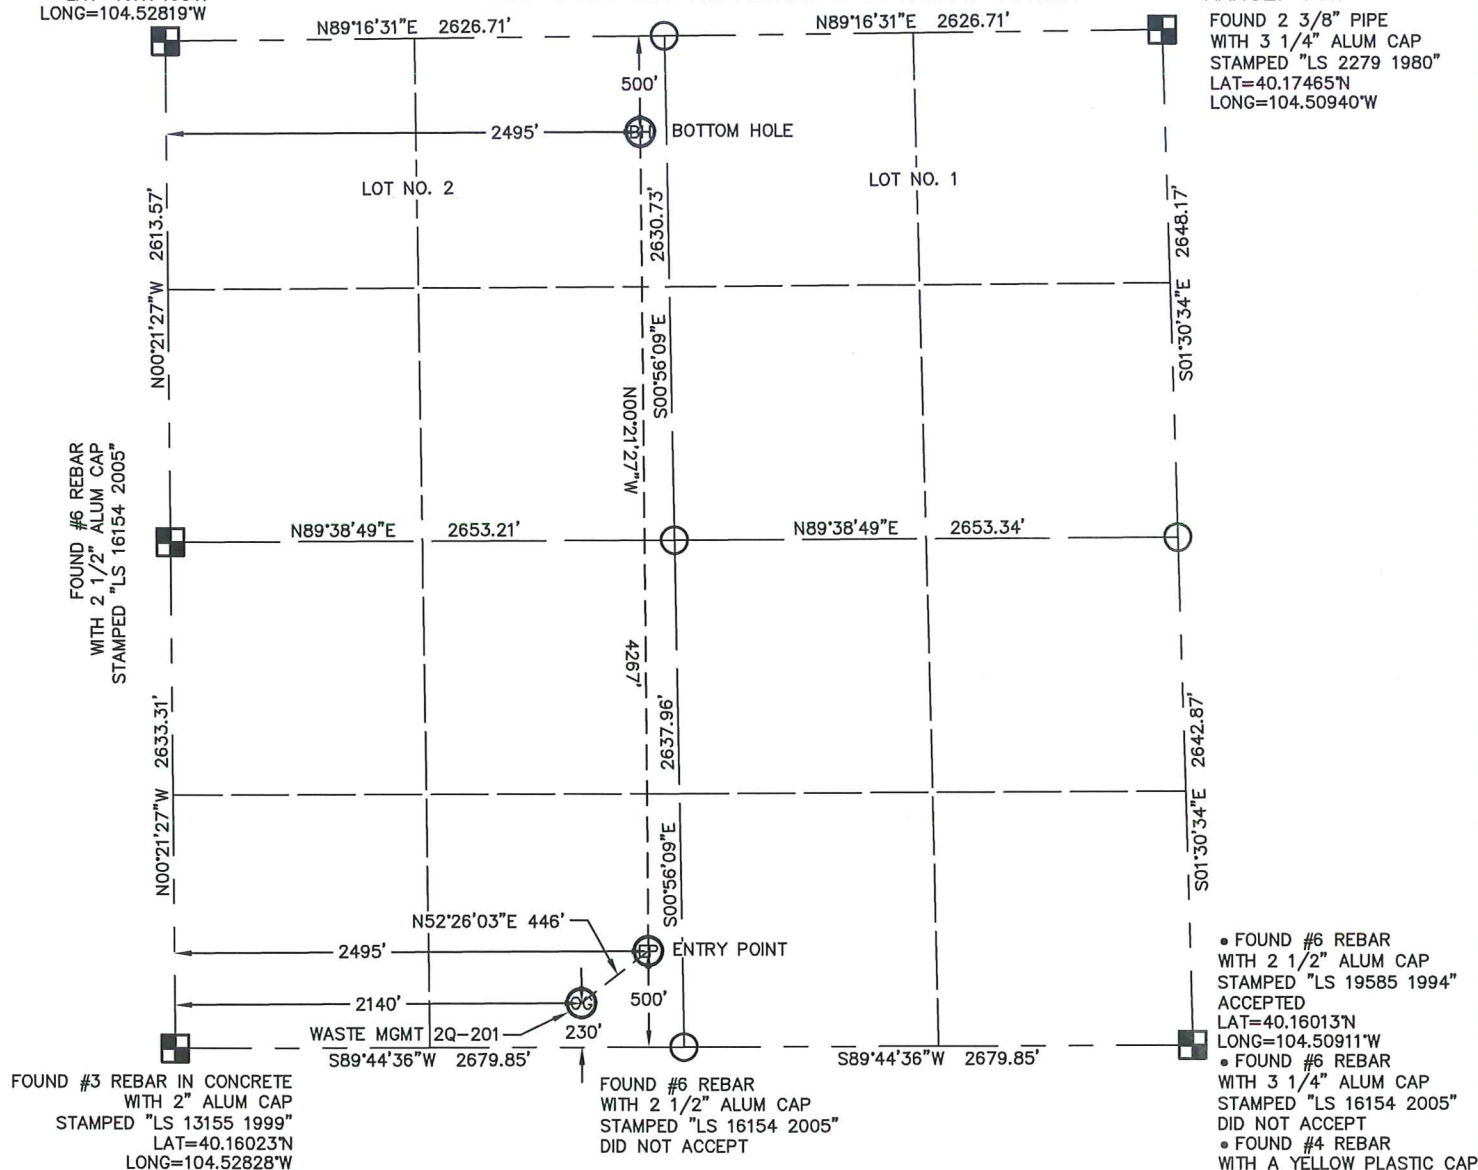 LONG=104.52819°W
N89°16'31"E 2626.71'
N89°16'31"E 2626.71'
FOUND 2 3/8" PIPE
WITH 3 1/4" ALUM CAP
STAMPED "LS 2279 1980"
LAT=40.17465°N
LONG=104.50940°W
500'
2495'
BH
BOTTOM HOLE
LOT NO. 2
LOT NO. 1
N00°21'27"W 2613.57'
2630.73'
S00°56'09"E
S01°30'34"E 2648.17'
N00°21'27"W
4267'
FOUND #6 REBAR
WITH 2 1/2" ALUM CAP
STAMPED "LS 16154 2005"
N89°38'49"E 2653.21'
N89°38'49"E 2653.34'
N00°21'27"W 2633.31'
2637.96'
S00°56'09"E
S01°30'34"E 2642.87'
N52°26'03"E 446'
2495'
EP
ENTRY POINT
2140'
OG
500'
WASTE MGMT 2Q-201
230'
S89°44'36"W 2679.85'
S89°44'36"W 2679.85'
FOUND #3 REBAR IN CONCRETE
WITH 2" ALUM CAP
STAMPED "LS 13155 1999"
LAT=40.16023°N
LONG=104.52828°W
FOUND #6 REBAR
WITH 2 1/2" ALUM CAP
STAMPED "LS 16154 2005"
DID NOT ACCEPT
• FOUND #6 REBAR
WITH 2 1/2" ALUM CAP
STAMPED "LS 19585 1994"
ACCEPTED
LAT=40.16013°N
LONG=104.50911°W
• FOUND #6 REBAR
WITH 3 1/4" ALUM CAP
STAMPED "LS 16154 2005"
DID NOT ACCEPT
• FOUND #4 REBAR
WITH A YELLOW PLASTIC CAP